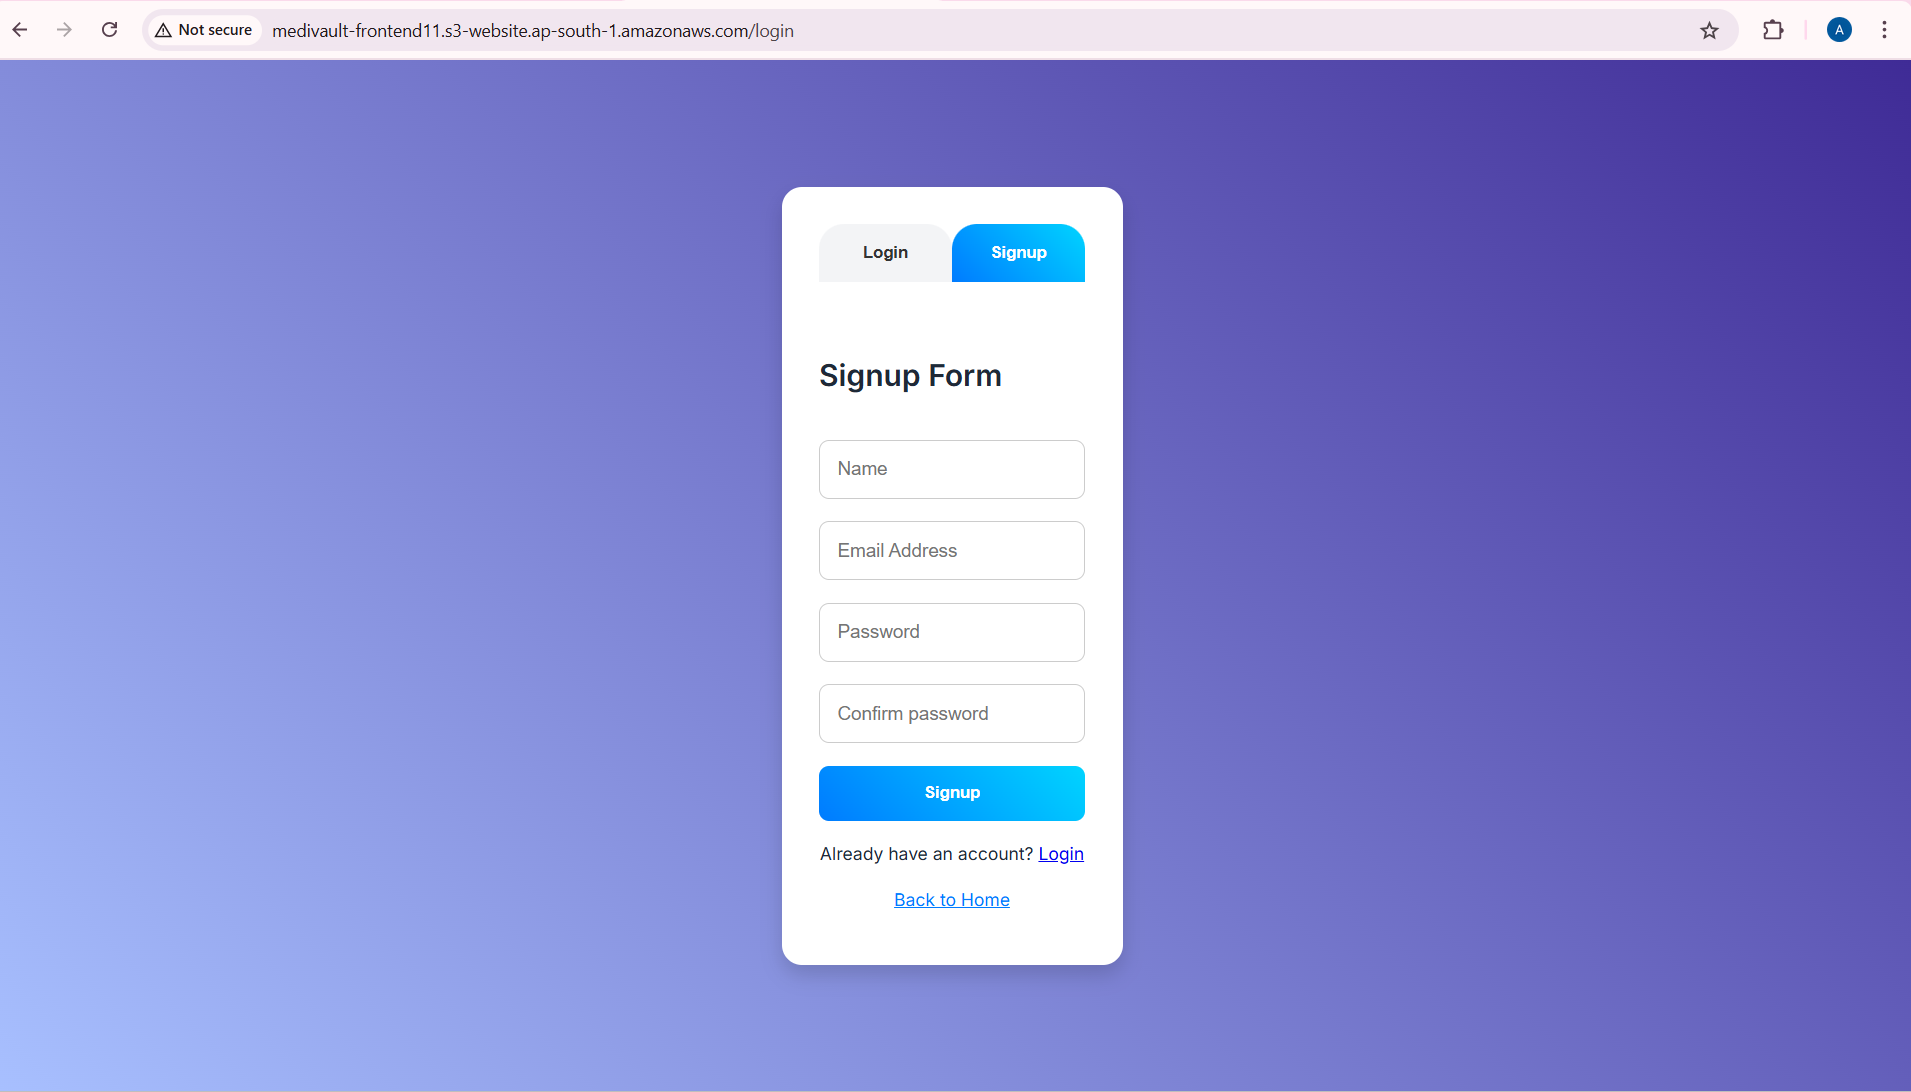 Not secure medivault-frontend11.s3-website.ap-south-1.amazonaws.com/login A
Login Signup
Signup Form
Name
Email Address
Password
Confirm password
Signup
Already have an account? Login
Back to Home